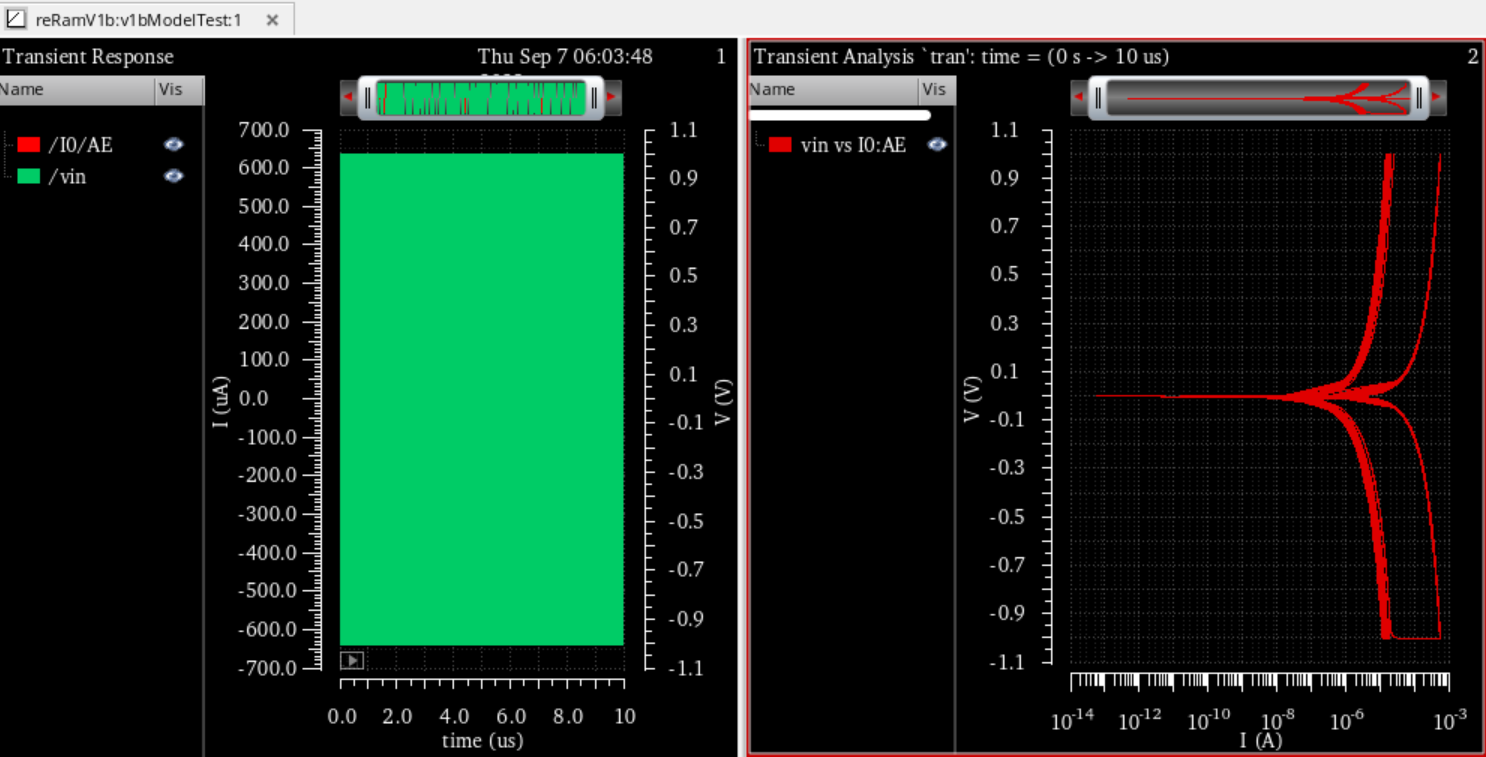 reRamV1b:v1bModelTest:1 ×
Transient Response
Thu Sep 7 06:03:48
1
Name
Vis
/I0/AE
/vin
700.0
600.0
500.0
400.0
300.0
200.0
100.0
0.0
-100.0
-200.0
-300.0
-400.0
-500.0
-600.0
-700.0
I (uA)
1.1
0.9
0.7
0.5
0.3
0.1
-0.1
-0.3
-0.5
-0.7
-0.9
-1.1
V (V)
0.0 2.0 4.0 6.0 8.0 10
time (us)
Transient Analysis `tran': time = (0 s -> 10 us)
2
Name
Vis
vin vs I0:AE
1.1
0.9
0.7
0.5
0.3
0.1
-0.1
-0.3
-0.5
-0.7
-0.9
-1.1
V (V)
10-14 10-12 10-10 10-8 10-6 10-3
I (A)